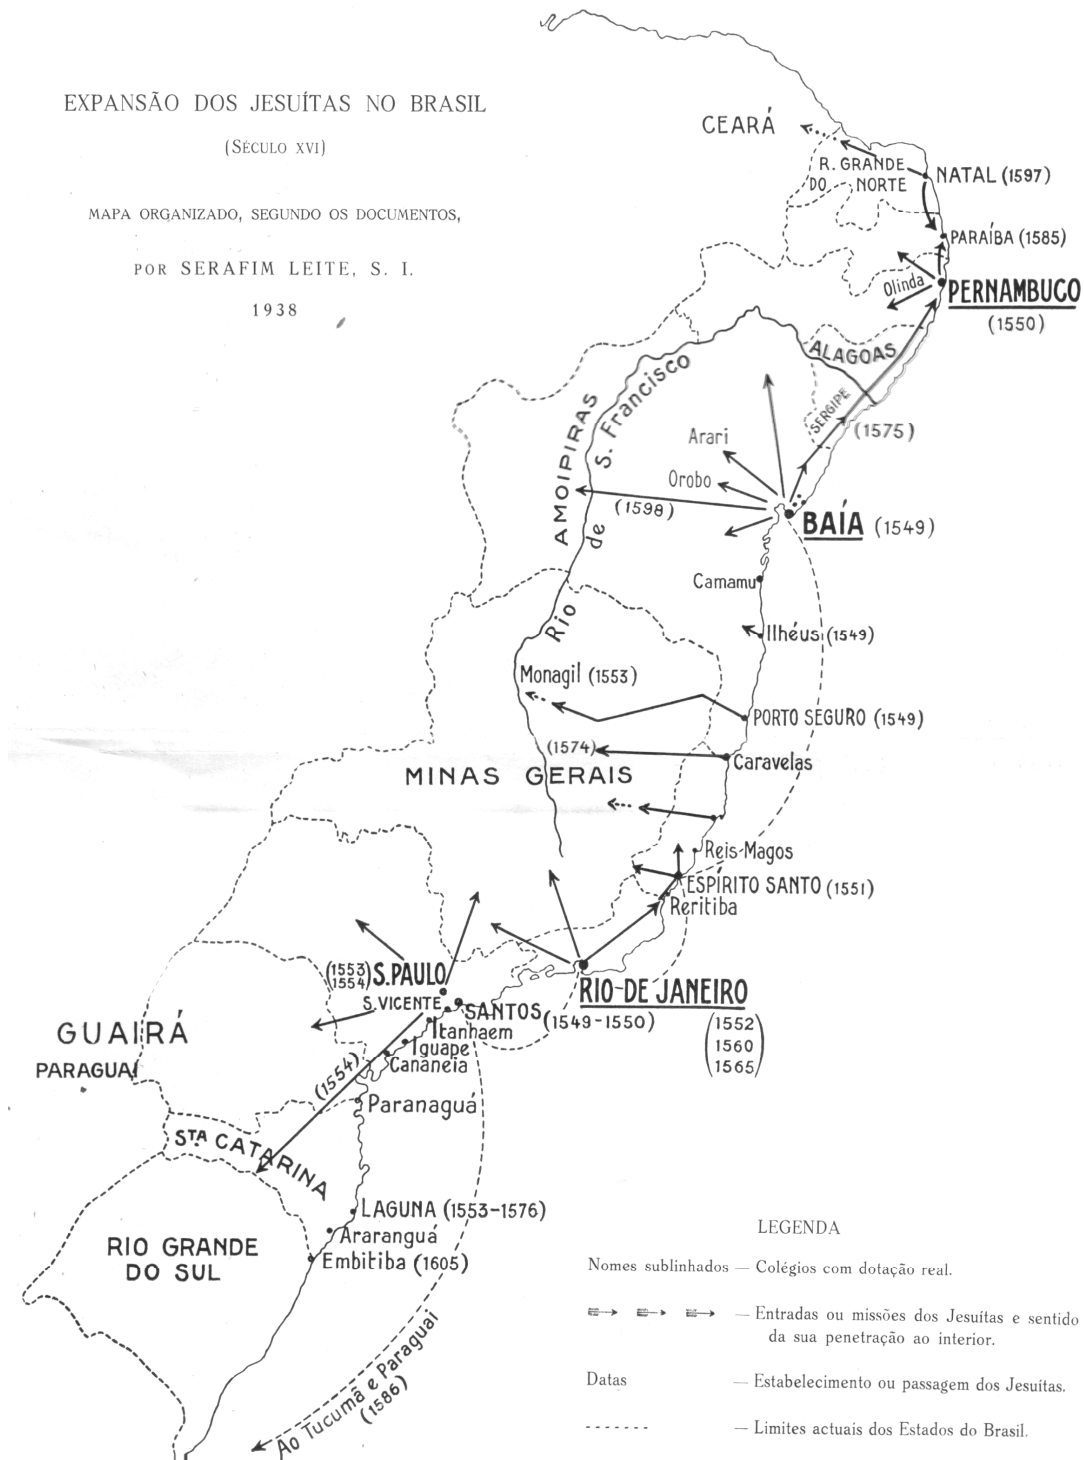 EXPANSÃO DOS JESUÍTAS NO BRASIL
(SÉCULO XVI)
MAPA ORGANIZADO, SEGUNDO OS DOCUMENTOS,
POR SERAFIM LEITE, S. I.
1938
CEARÁ
R. GRANDE
DO NORTE
NATAL (1597)
PARAÍBA (1585)
Olinda
PERNAMBUCO
(1550)
ALAGOAS
SERGIPE
(1575)
AMOIPIRAS
Rio de S. Francisco
Arari
Orobo
(1598)
BAÍA (1549)
Camamu
Ilhéus (1549)
Monagil (1553)
PORTO SEGURO (1549)
(1574)
Caravelas
MINAS GERAIS
Reis-Magos
ESPÍRITO SANTO (1551)
Reritiba
(1553
1554) S. PAULO
S. VICENTE
SANTOS (1549-1550)
RIO-DE JANEIRO
(1552
1560
1565)
Itanhaem
Iguape
Cananeia
GUAIRÁ
PARAGUAI
(1554)
Paranaguá
STA CATARINA
LAGUNA (1553-1576)
Araranguá
Embitiba (1605)
RIO GRANDE
DO SUL
Ao Tucumã e Paraguai
(1586)
LEGENDA
Nomes sublinhados — Colégios com dotação real.
— Entradas ou missões dos Jesuítas e sentido
da sua penetração ao interior.
Datas — Estabelecimento ou passagem dos Jesuítas.
— Limites actuais dos Estados do Brasil.